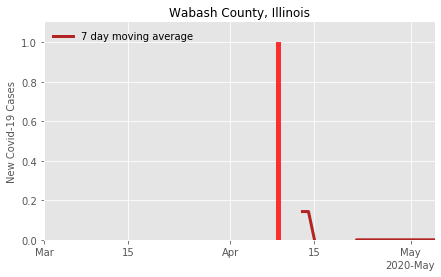 Wabash County, Illinois
7 day moving average
New Covid-19 Cases
1.0
0.8
0.6
0.4
0.2
0.0
Mar
15
Apr
15
May
2020-May